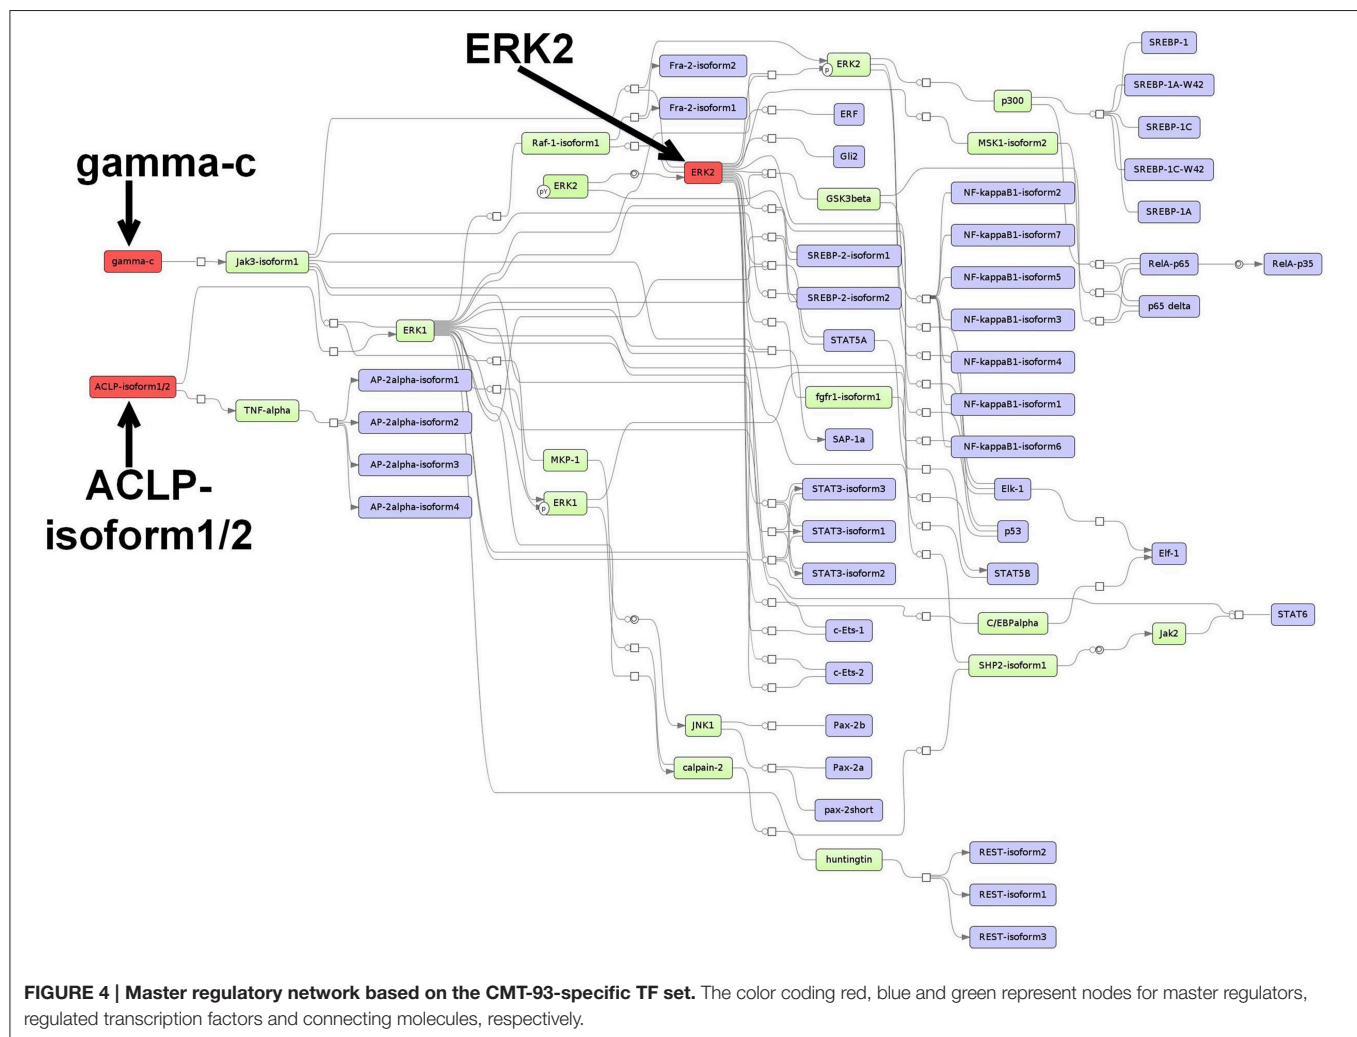 ERK2
gamma-c
ACLP-
isoform1/2
gamma-c
Jak3-isoform1
ACLP-isoform1/2
TNF-alpha
ERK1
AP-2alpha-isoform1
AP-2alpha-isoform2
AP-2alpha-isoform3
AP-2alpha-isoform4
Raf-1-isoform1
pY
ERK2
MKP-1
p
ERK1
Fra-2-isoform2
Fra-2-isoform1
ERK2
JNK1
calpain-2
p
ERK2
ERF
Gli2
GSK3beta
SREBP-2-isoform1
SREBP-2-isoform2
STAT5A
fgfr1-isoform1
SAP-1a
STAT3-isoform3
STAT3-isoform1
STAT3-isoform2
c-Ets-1
c-Ets-2
Pax-2b
Pax-2a
pax-2short
huntingtin
p300
MSK1-isoform2
NF-kappaB1-isoform2
NF-kappaB1-isoform7
NF-kappaB1-isoform5
NF-kappaB1-isoform3
NF-kappaB1-isoform4
NF-kappaB1-isoform1
NF-kappaB1-isoform6
Elk-1
p53
STAT5B
C/EBPalpha
SHP2-isoform1
REST-isoform2
REST-isoform1
REST-isoform3
SREBP-1
SREBP-1A-W42
SREBP-1C
SREBP-1C-W42
SREBP-1A
RelA-p65
p65 delta
Elf-1
Jak2
RelA-p35
STAT6
FIGURE 4 | Master regulatory network based on the CMT-93-specific TF set. The color coding red, blue and green represent nodes for master regulators,
regulated transcription factors and connecting molecules, respectively.